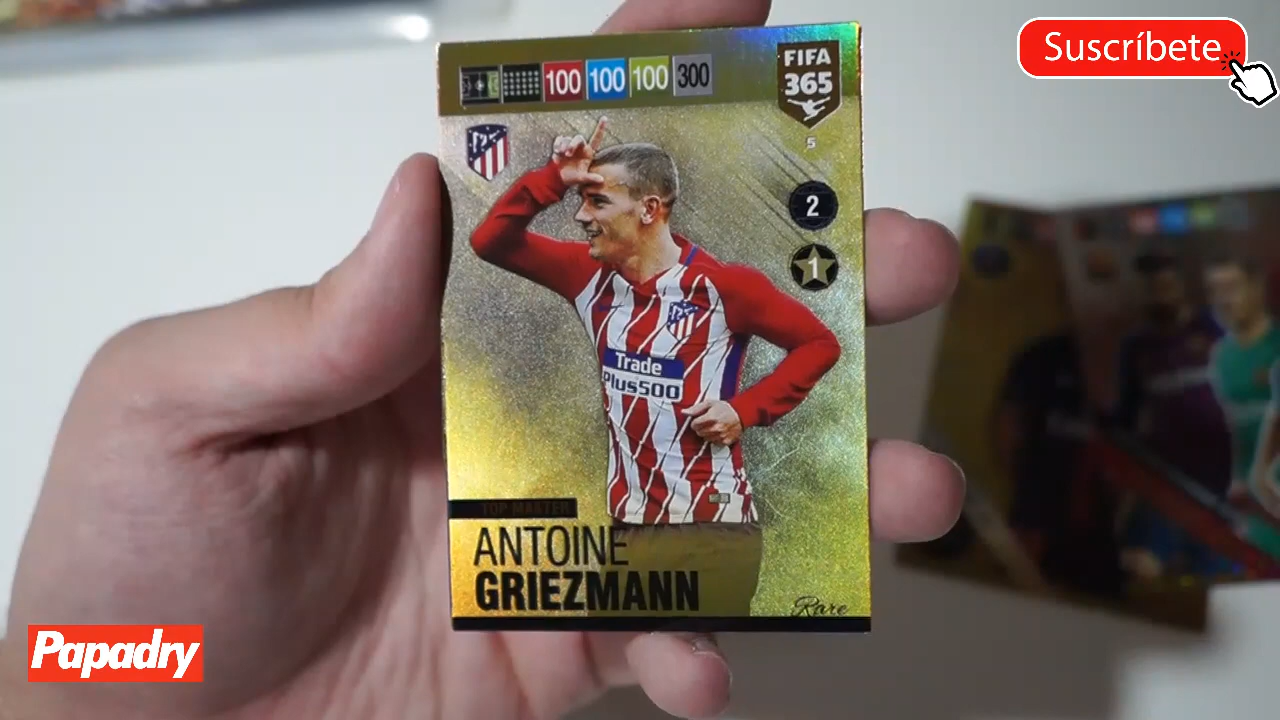 Suscríbete
100 100 100 300
FIFA
365
5
2
1
Trade
Plus500
TOP MASTER
ANTOINE
GRIEZMANN
Rare
Papadry